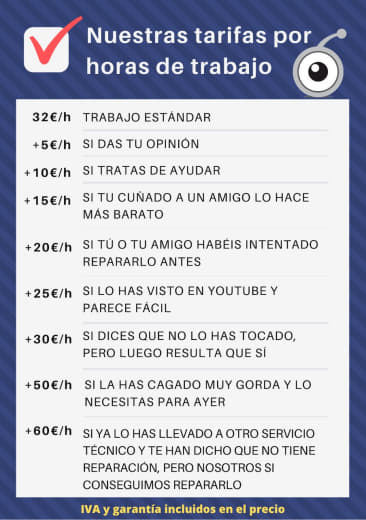 Nuestras tarifas por
horas de trabajo
32€/h TRABAJO ESTÁNDAR
+5€/h SI DAS TU OPINIÓN
+10€/h SI TRATAS DE AYUDAR
+15€/h SI TU CUÑADO A UN AMIGO LO HACE
MÁS BARATO
+20€/h SI TÚ O TU AMIGO HABÉIS INTENTADO
REPARARLO ANTES
+25€/h SI LO HAS VISTO EN YOUTUBE Y
PARECE FÁCIL
+30€/h SI DICES QUE NO LO HAS TOCADO,
PERO LUEGO RESULTA QUE SÍ
+50€/h SI LA HAS CAGADO MUY GORDA Y LO
NECESITAS PARA AYER
+60€/h SI YA LO HAS LLEVADO A OTRO SERVICIO
TÉCNICO Y TE HAN DICHO QUE NO TIENE
REPARACIÓN, PERO NOSOTROS SI
CONSEGUIMOS REPARARLO
IVA y garantía incluidos en el precio